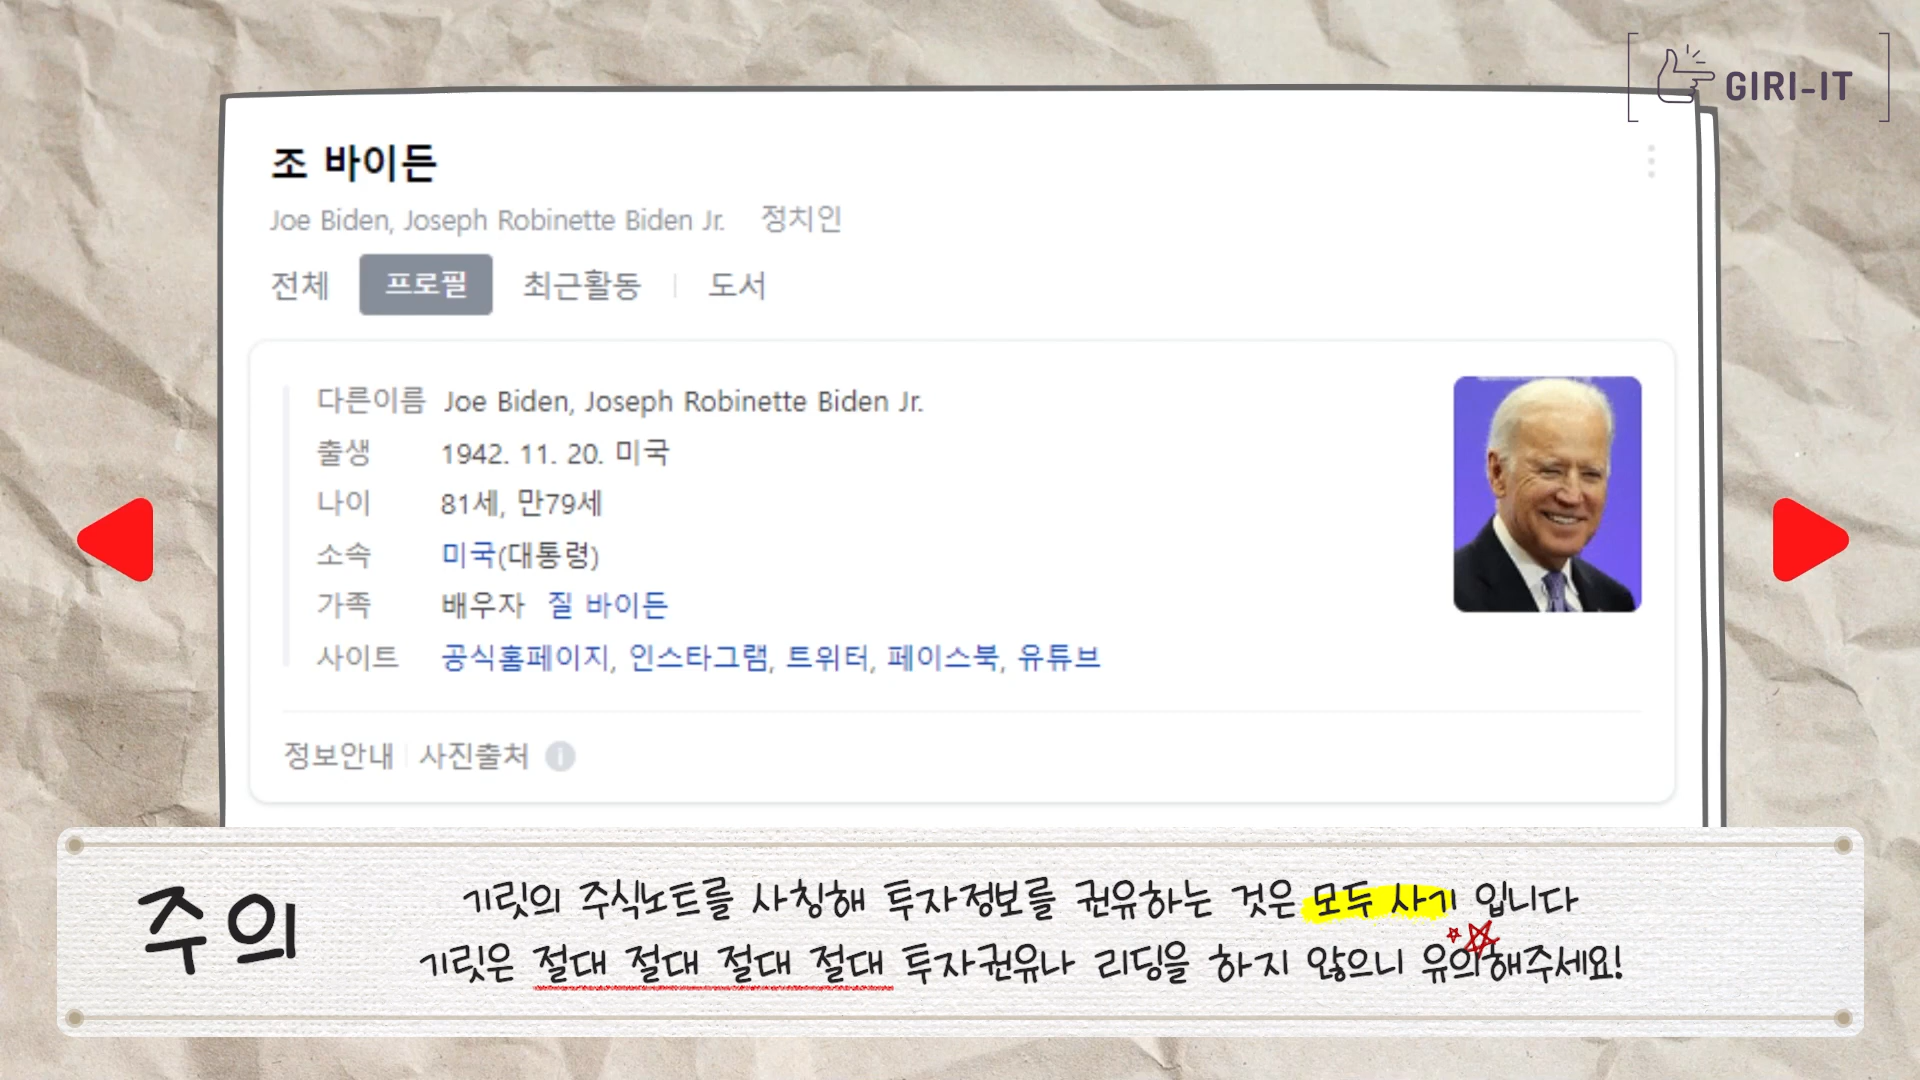 GIRI-IT
조 바이든
Joe Biden, Joseph Robinette Biden Jr. 정치인
전체 프로필 최근활동 도서
다른이름 Joe Biden, Joseph Robinette Biden Jr.
출생 1942. 11. 20. 미국
나이 81세, 만79세
소속 미국(대통령)
가족 배우자 질 바이든
사이트 공식홈페이지, 인스타그램, 트위터, 페이스북, 유튜브
정보안내 사진출처 i
주의
기릿의 주식노트를 사칭해 투자정보를 권유하는 것은 모두 사기 입니다
기릿은 절대 절대 절대 절대 투자권유나 리딩을 하지 않으니 유의해주세요!